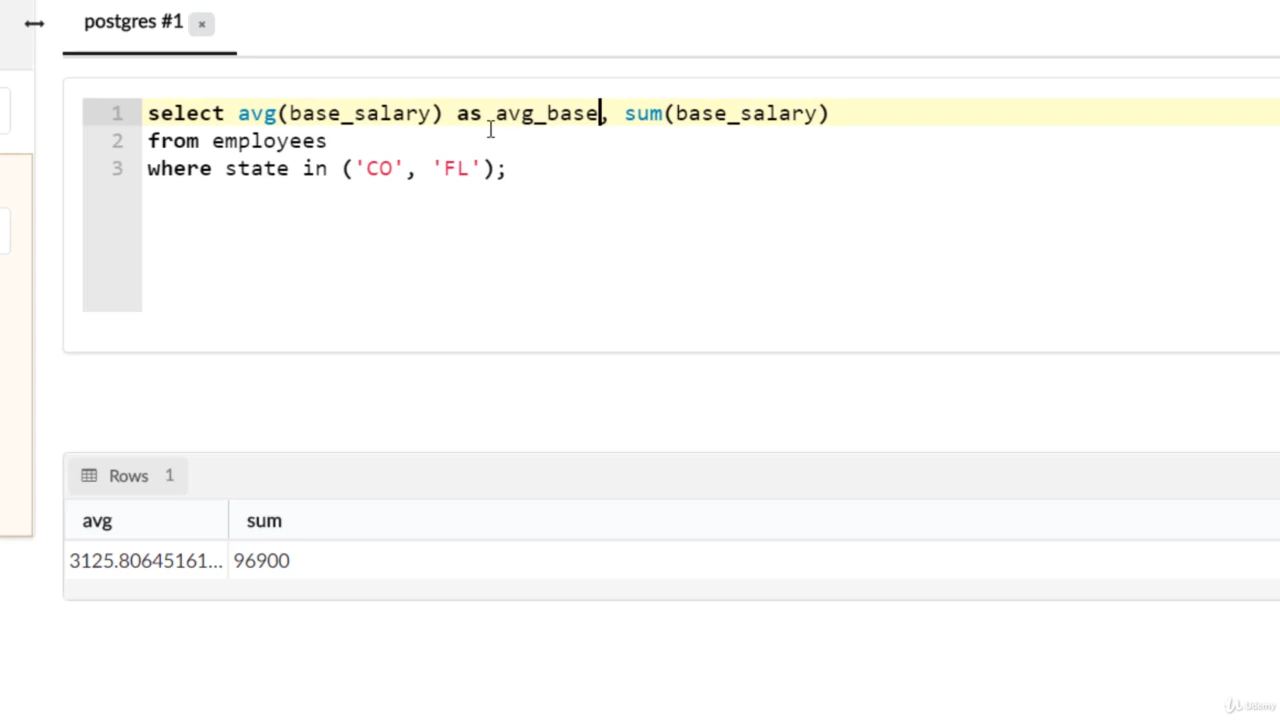 postgres #1 ×
1 select avg(base_salary) as avg_base, sum(base_salary)
2 from employees
3 where state in ('CO', 'FL');
Rows 1
avg sum
3125.80645161... 96900
Udemy